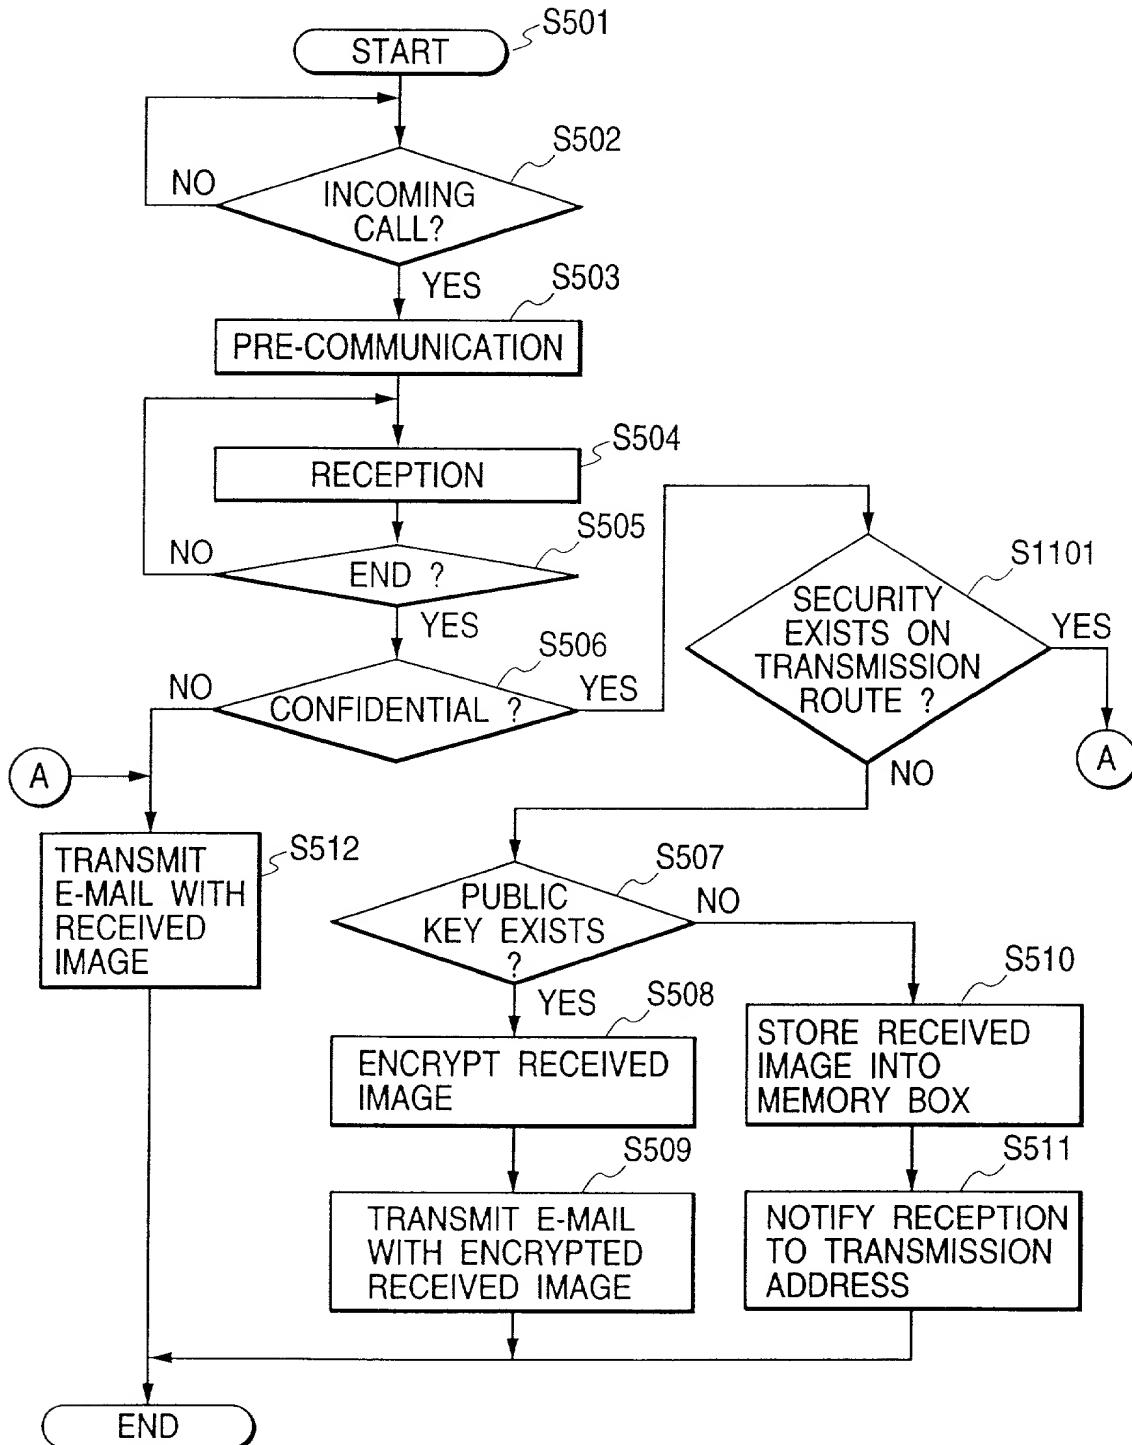 START
S501
S502
NO
INCOMING
CALL?
YES
S503
PRE-COMMUNICATION
S504
RECEPTION
S505
NO
END ?
YES
S506
NO
CONFIDENTIAL ?
YES
S1101
SECURITY
EXISTS ON
TRANSMISSION
ROUTE ?
YES
A
NO
A
S512
TRANSMIT
E-MAIL WITH
RECEIVED
IMAGE
S507
PUBLIC
KEY EXISTS
?
NO
YES
S508
ENCRYPT RECEIVED
IMAGE
S510
STORE RECEIVED
IMAGE INTO
MEMORY BOX
S509
TRANSMIT E-MAIL
WITH ENCRYPTED
RECEIVED IMAGE
S511
NOTIFY RECEPTION
TO TRANSMISSION
ADDRESS
END